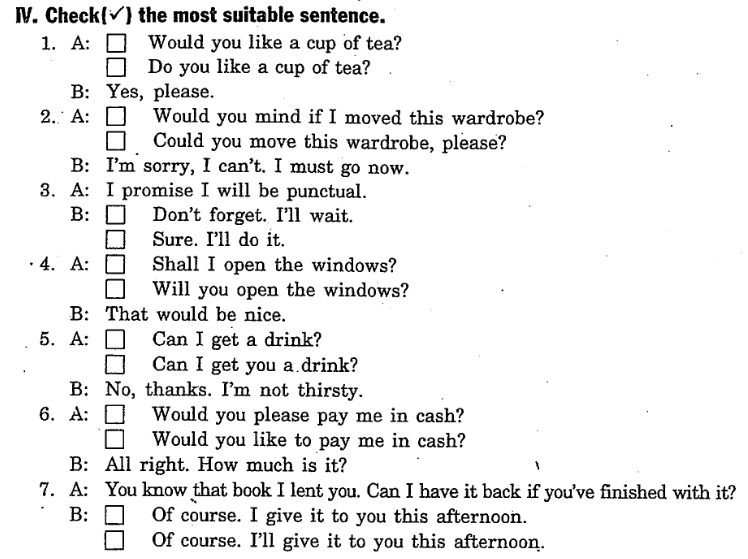 IV. Check(✓) the most suitable sentence.
1. A: □ Would you like a cup of tea?
□ Do you like a cup of tea?
B: Yes, please.
2. A: □ Would you mind if I moved this wardrobe?
□ Could you move this wardrobe, please?
B: I'm sorry, I can't. I must go now.
3. A: I promise I will be punctual.
B: □ Don't forget. I'll wait.
□ Sure. I'll do it.
4. A: □ Shall I open the windows?
□ Will you open the windows?
B: That would be nice.
5. A: □ Can I get a drink?
□ Can I get you a drink?
B: No, thanks. I'm not thirsty.
6. A: □ Would you please pay me in cash?
□ Would you like to pay me in cash?
B: All right. How much is it?
7. A: You know that book I lent you. Can I have it back if you've finished with it?
B: □ Of course. I give it to you this afternoon.
□ Of course. I'll give it to you this afternoon.